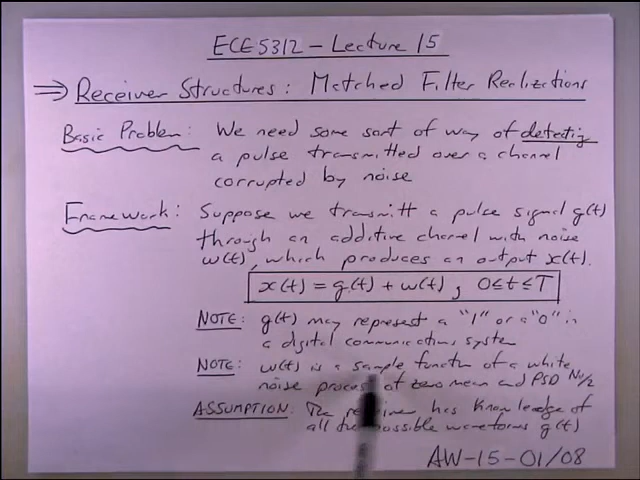 ECE5312 – Lecture 15
⇒ Receiver Structures: Matched Filter Realizations
Basic Problem: We need some sort of way of detecting
a pulse transmitted over a channel
corrupted by noise
Framework: Suppose we transmitt a pulse signal g(t)
through an additive channel with noise
w(t), which produces an output x(t).
x(t) = g(t) + w(t), 0≤t≤T
NOTE: g(t) may represent a "1" or a "0" in
a digital communications system
NOTE: w(t) is a sample function of a white
noise process of zero mean and PSD No/2
ASSUMPTION: The receiver has knowledge of
all the possible waveforms g(t)
AW-15-01/08